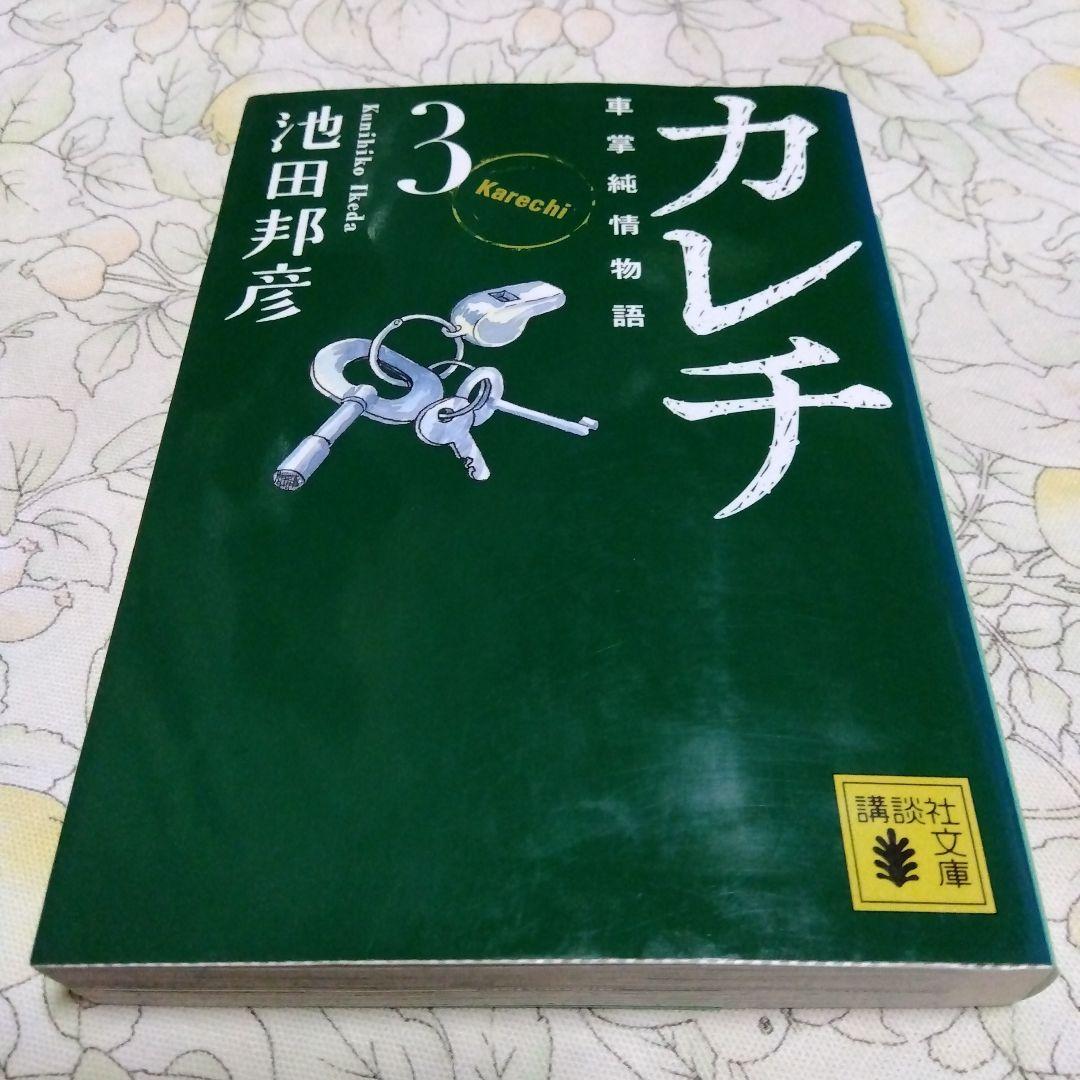 カレチ
車掌純情物語
3
Karechi
池田邦彦
Kunihiko Ikeda
講談社
文庫